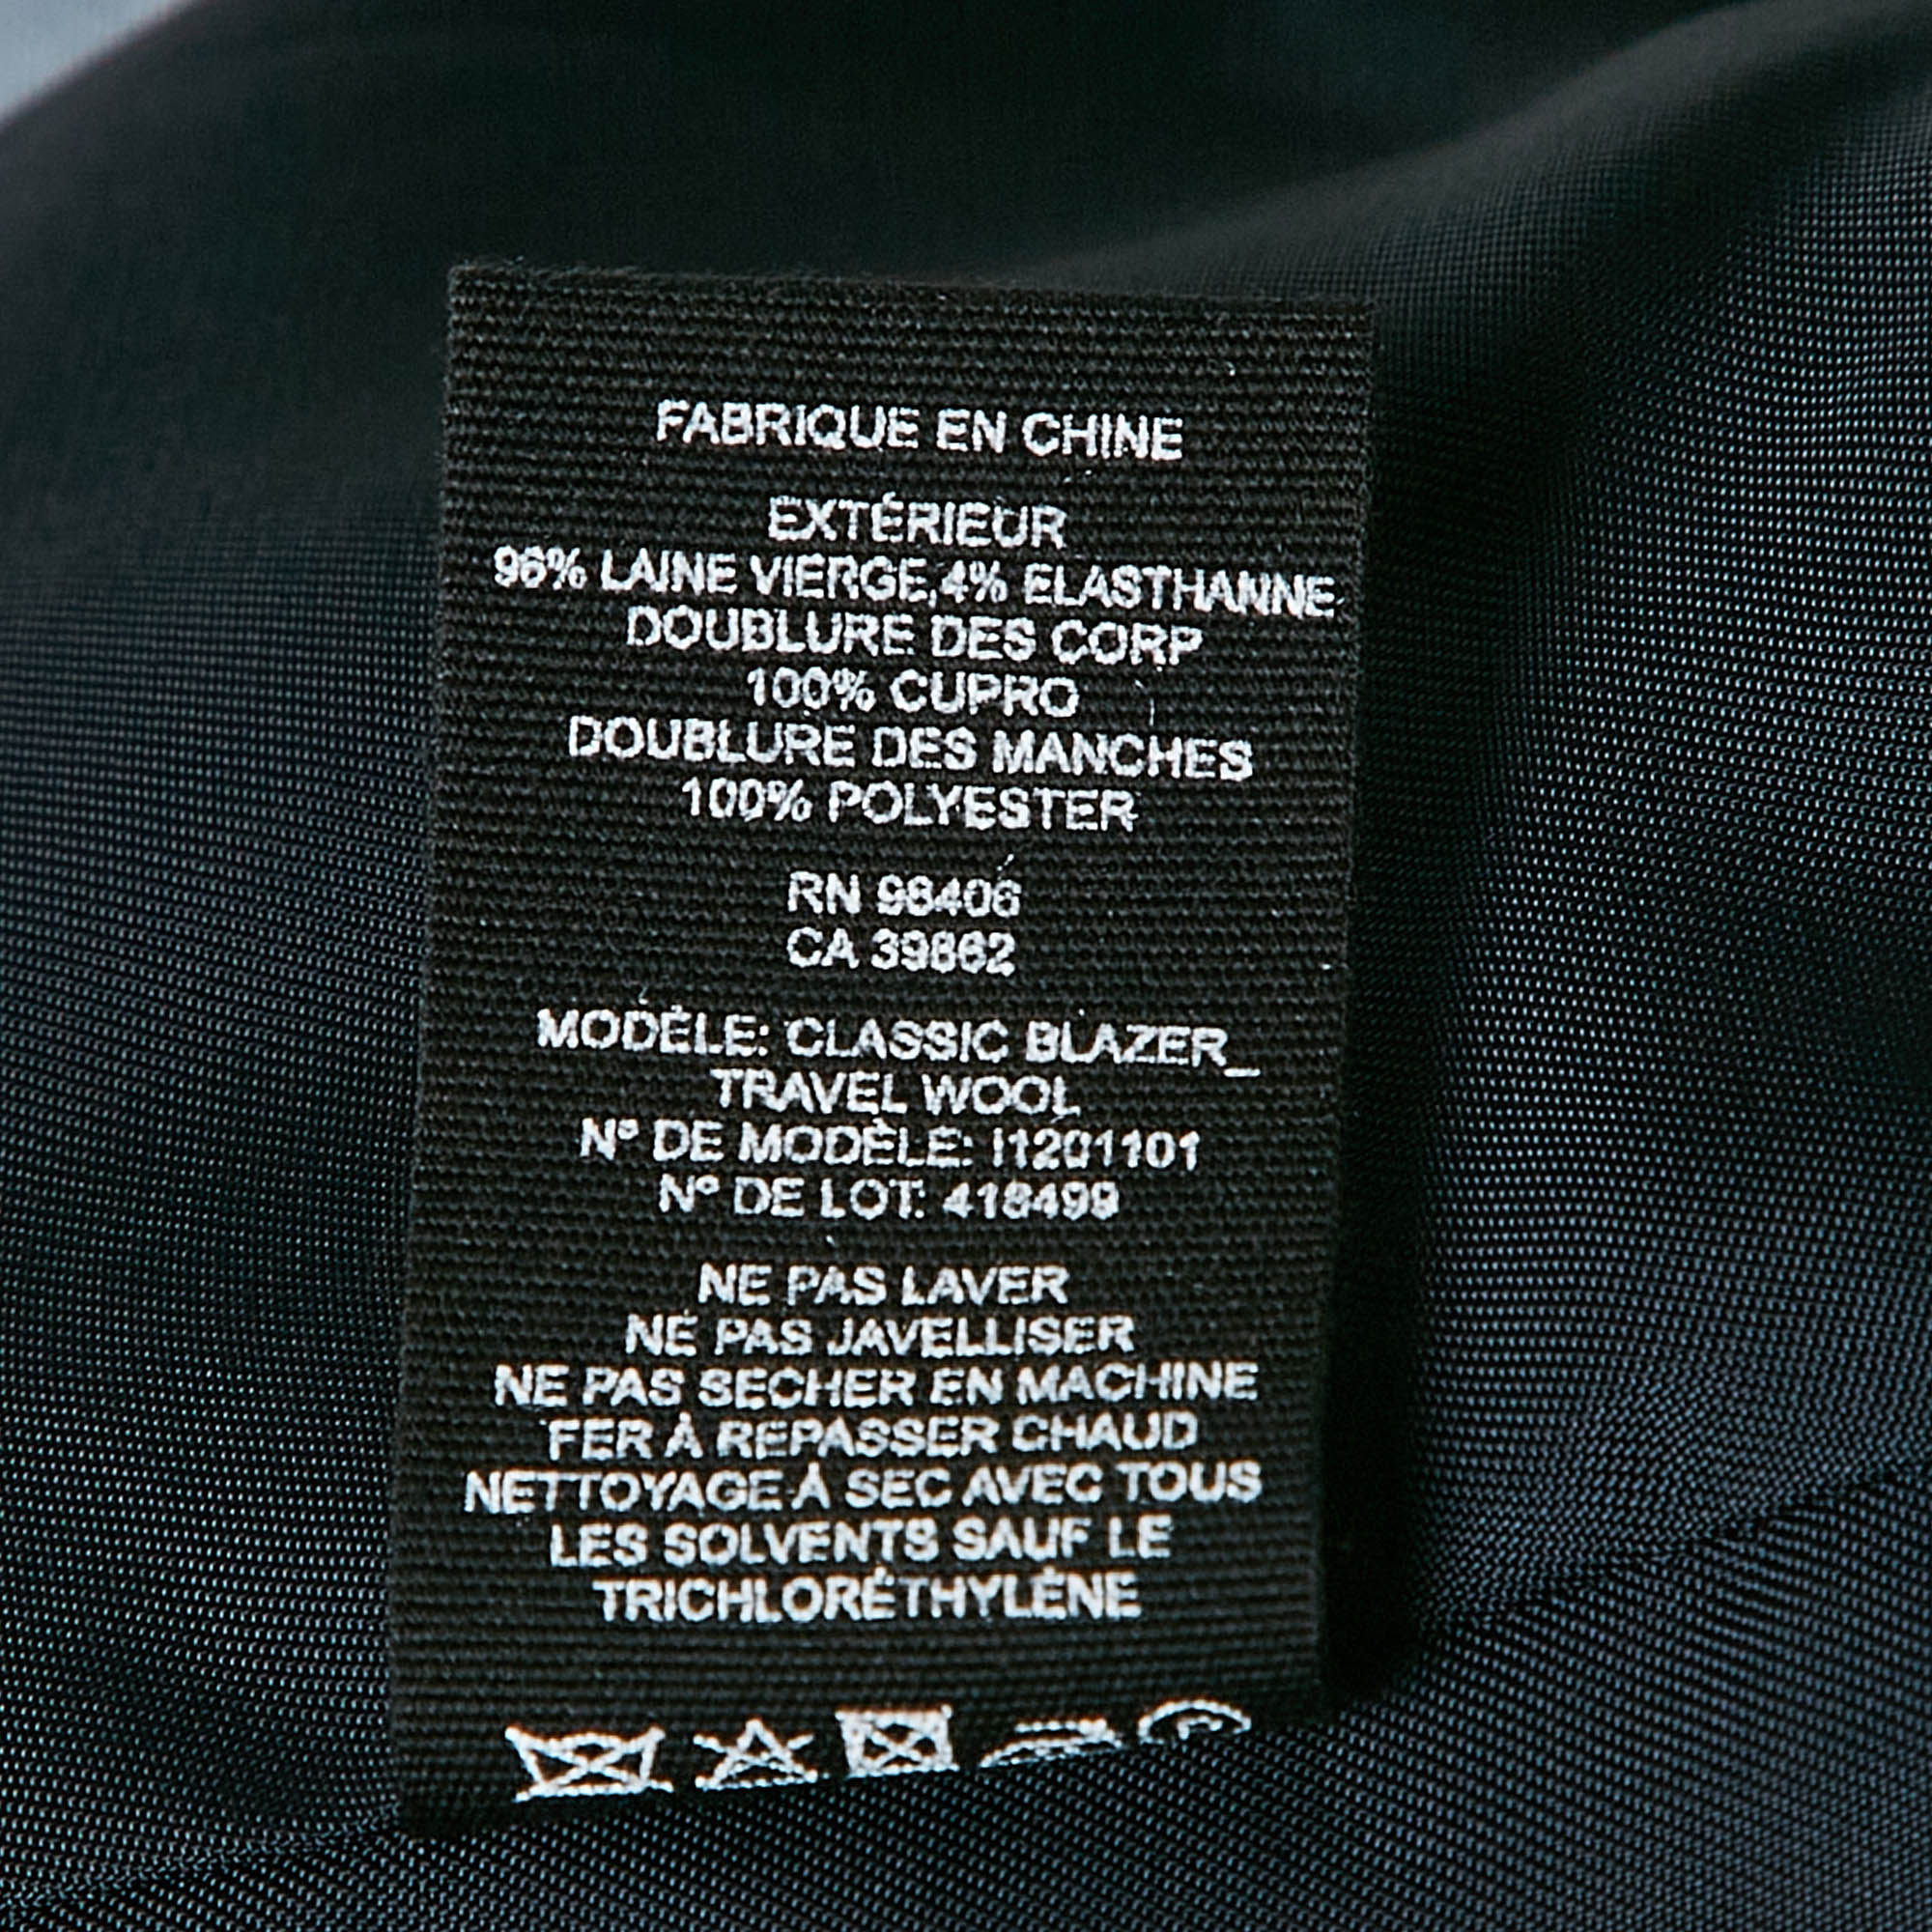 FABRIQUE EN CHINE
EXTÉRIEUR
96% LAINE VIERGE,4% ELASTHANNE
DOUBLURE DES CORP
100% CUPRO
DOUBLURE DES MANCHES
100% POLYESTER
RN 98406
CA 39862
MODÈLE: CLASSIC BLAZER_
TRAVEL WOOL
Nº DE MODÈLE: I1201101
Nº DE LOT: 418499
NE PAS LAVER
NE PAS JAVELLISER
NE PAS SECHER EN MACHINE
FER À REPASSER CHAUD
NETTOYAGE À SEC AVEC TOUS
LES SOLVENTS SAUF LE
TRICHLORÉTHYLÈNE
P